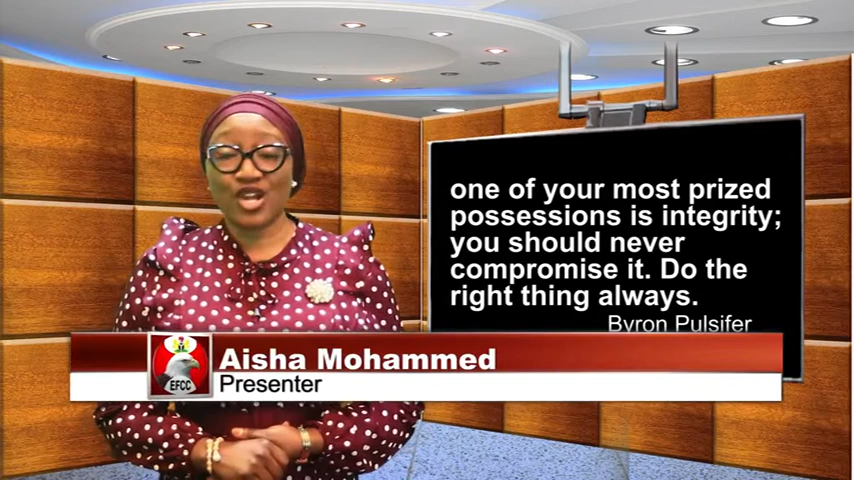 one of your most prized
possessions is integrity;
you should never
compromise it. Do the
right thing always.
Byron Pulsifer
Aisha Mohammed
Presenter
EFCC